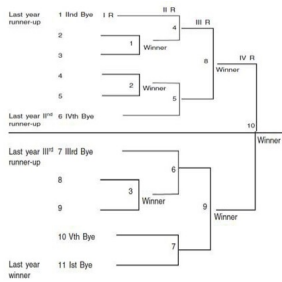 II R
Last year 1 IInd Bye I R
runner-up
III R
4
2
1 Winner
3
IV R
8
Winner
4
2 Winner
5
5
Last year IInd 6 IVth Bye
runner-up
10
Winner
Last year IIIrd 7 IIIrd Bye
runner-up
6
8
3
Winner
9
9
Winner
10 Vth Bye
7
Last year 11 Ist Bye
winner